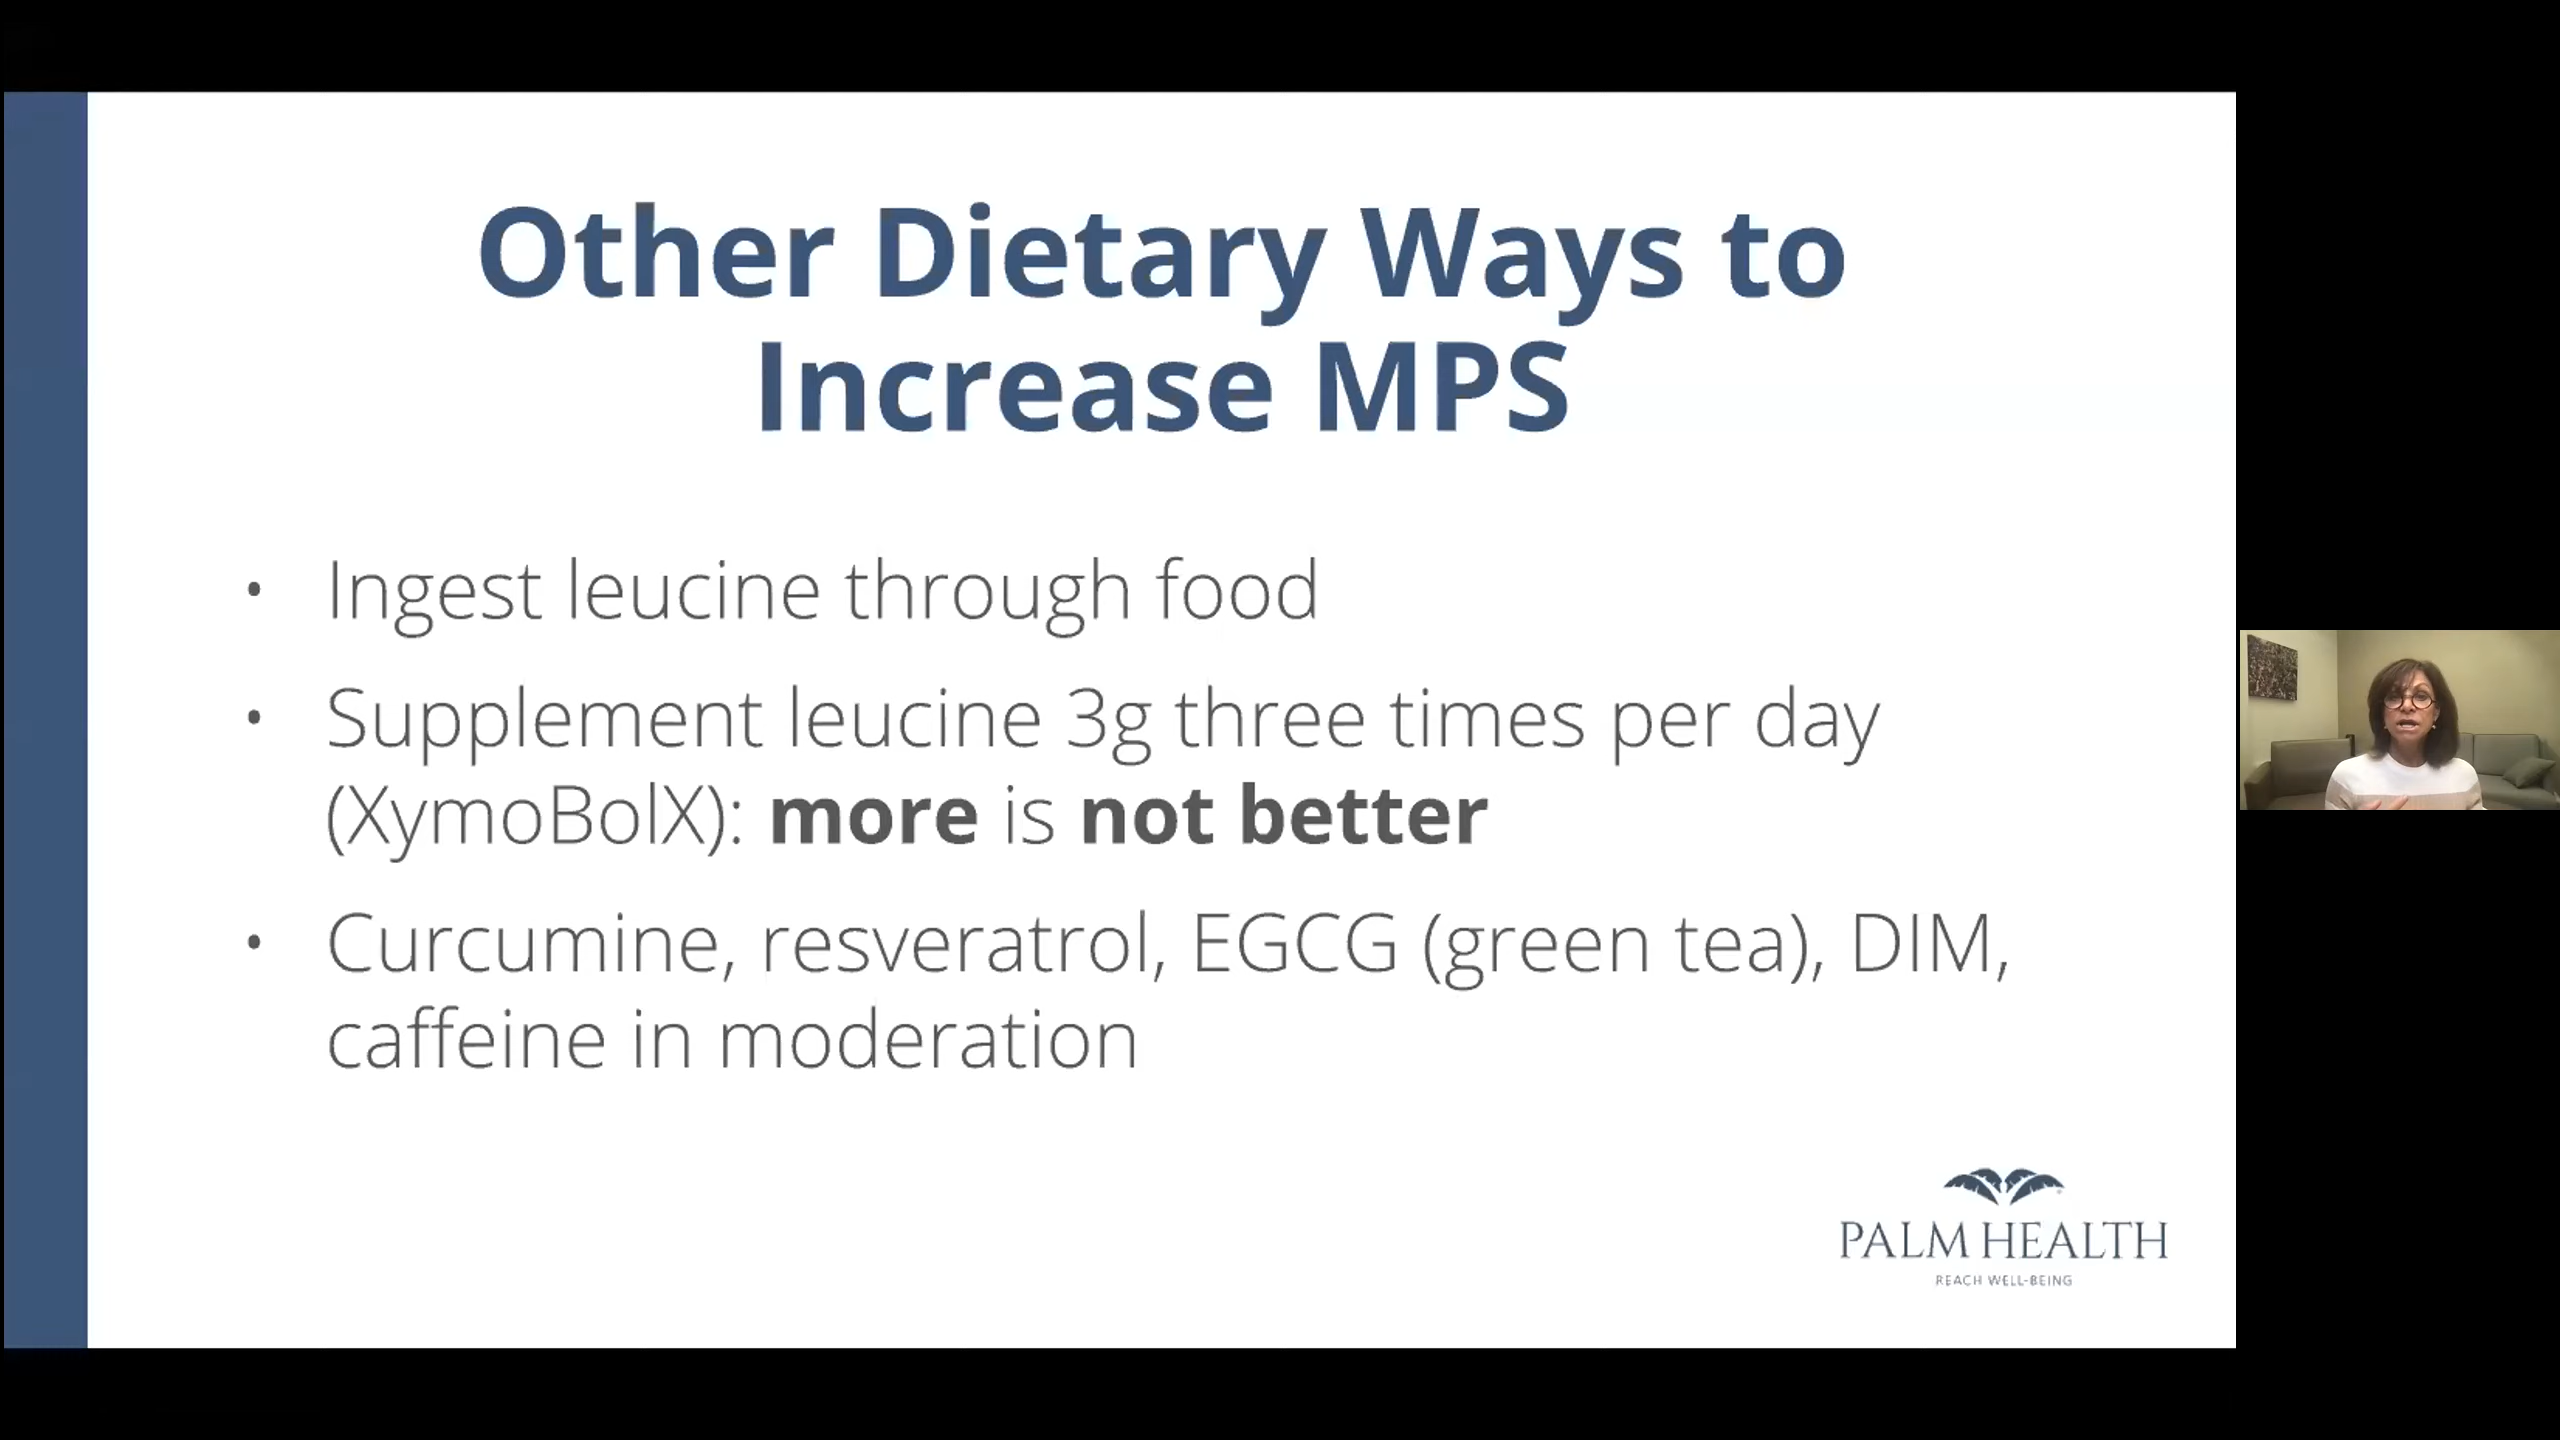 Other Dietary Ways to
Increase MPS
• Ingest leucine through food
• Supplement leucine 3g three times per day
(XymoBolX): more is not better
• Curcumine, resveratrol, EGCG (green tea), DIM,
caffeine in moderation
PALM HEALTH
REACH WELL-BEING